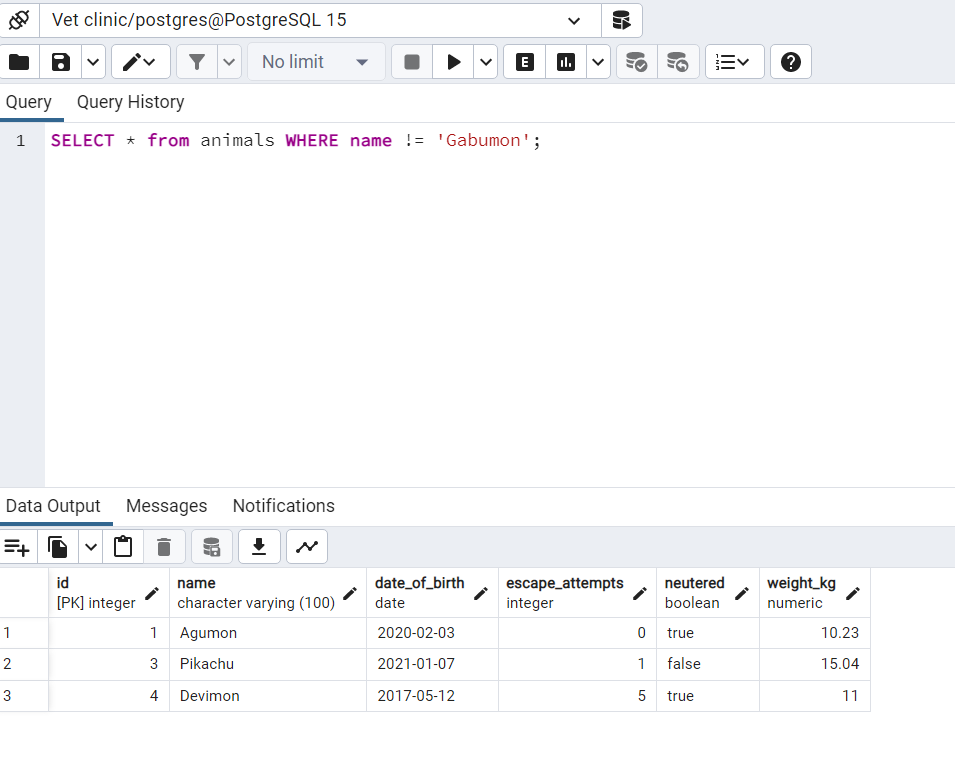 Vet clinic/postgres@PostgreSQL 15
No limit
E
Query Query History
1 SELECT * from animals WHERE name != 'Gabumon';
Data Output Messages Notifications
id name date_of_birth escape_attempts neutered weight_kg
[PK] integer character varying (100) date integer boolean numeric
1 1 Agumon 2020-02-03 0 true 10.23
2 3 Pikachu 2021-01-07 1 false 15.04
3 4 Devimon 2017-05-12 5 true 11